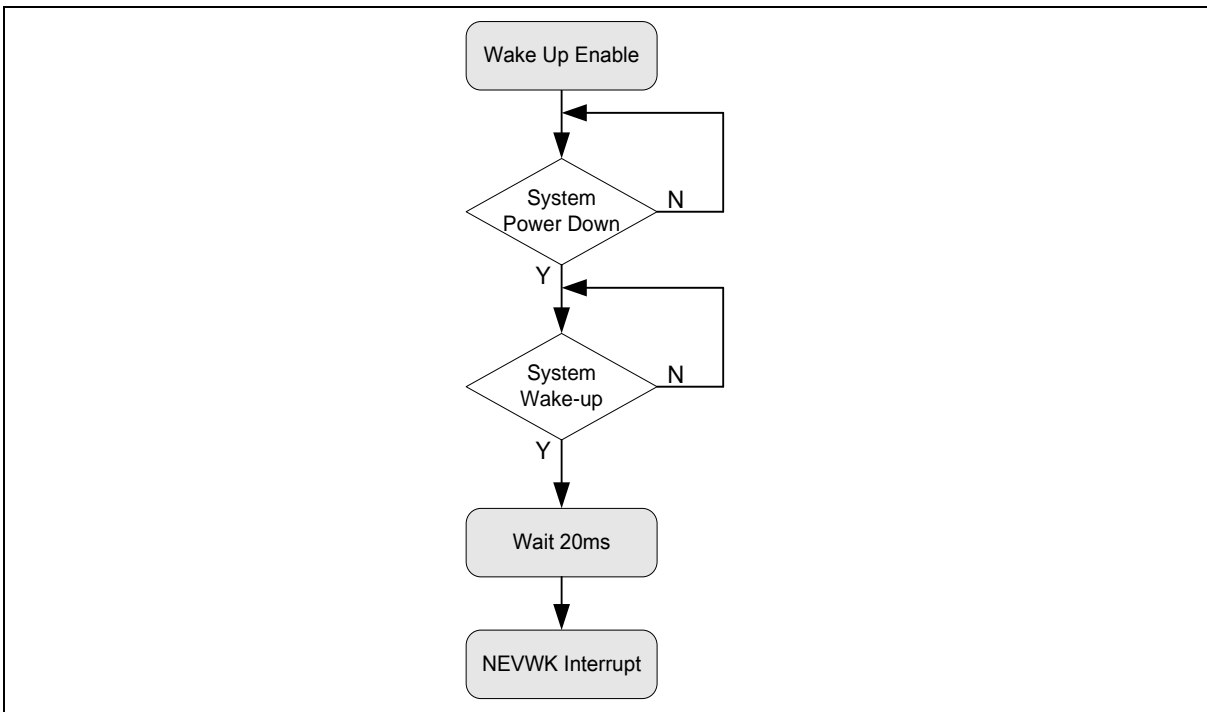 Wake Up Enable
System
Power Down
N
Y
System
Wake-up
N
Y
Wait 20ms
NEVWK Interrupt